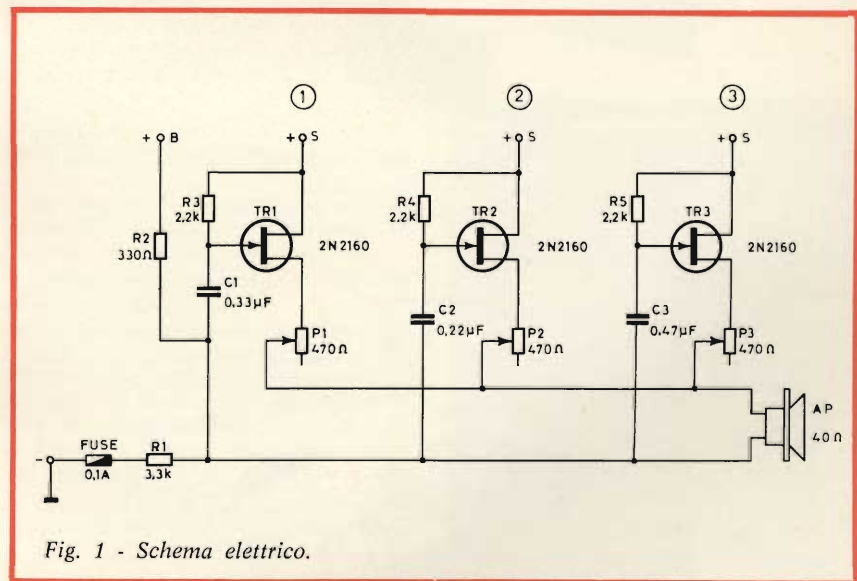 1
2
3
+ B
+ S
+ S
+ S
R3
2,2k
TR1
2N2160
R4
2,2k
TR2
2N2160
R5
2,2k
TR3
2N2160
R2
330Ω
C1
0,33µF
C2
0,22µF
C3
0,47µF
P1
470Ω
P2
470Ω
P3
470Ω
AP
40Ω
FUSE
0,1A
R1
3,3k
-
Fig. 1 - Schema elettrico.